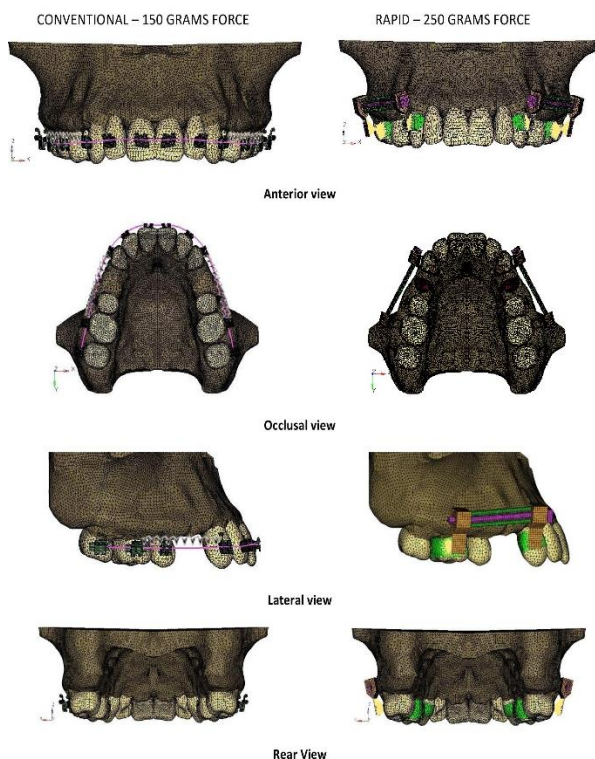 CONVENTIONAL – 150 GRAMS FORCE
RAPID – 250 GRAMS FORCE
Anterior view
Occlusal view
Lateral view
Rear View